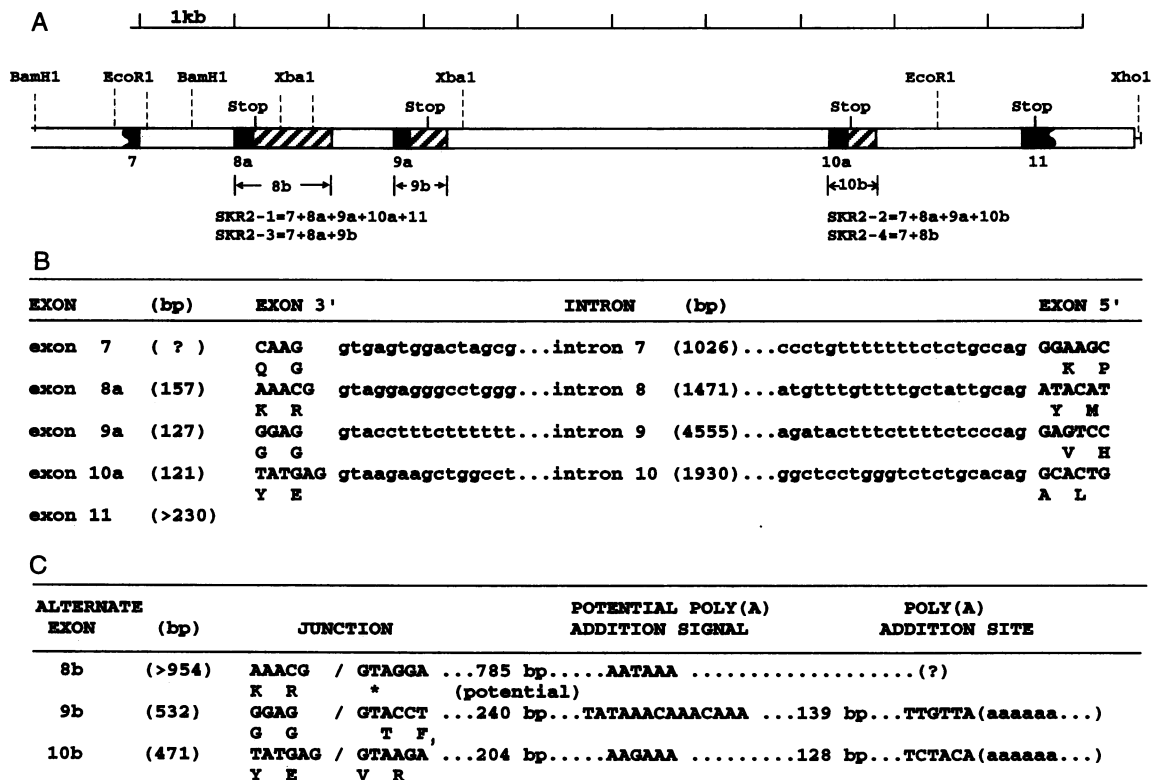 A
1kb
BamH1 EcoR1 BamH1 Xba1 Xba1 EcoR1 Xho1
Stop Stop Stop Stop
7 8a 9a 10a 11
8b 9b 10b
SKR2-1=7+8a+9a+10a+11 SKR2-2=7+8a+9a+10b
SKR2-3=7+8a+9b SKR2-4=7+8b
B
EXON (bp) EXON 3' INTRON (bp) EXON 5'
exon 7 ( ? ) CAAG gtgagtggactagcg...intron 7 (1026)...ccctgtttttttctctgccag GGAAGC
Q G K P
exon 8a (157) AAACG gtaggagggcctggg...intron 8 (1471)...atgtttgttttgctattgcag ATACAT
K R Y M
exon 9a (127) GGAG gtacctttctttttt...intron 9 (4555)...agatactttcttttctcccag GAGTCC
G G V H
exon 10a (121) TATGAG gtaagaagctggcct...intron 10 (1930)...ggctcctgggtctctgcacag GCACTG
Y E A L
exon 11 (>230)
C
ALTERNATE POTENTIAL POLY(A) POLY(A)
EXON (bp) JUNCTION ADDITION SIGNAL ADDITION SITE
8b (>954) AAACG / GTAGGA ...785 bp.....AATAAA ...................(?)
K R * (potential)
9b (532) GGAG / GTACCT ...240 bp...TATAAACAAACAAA ...139 bp...TTGTTA(aaaaaa...)
G G T F,
10b (471) TATGAG / GTAAGA ...204 bp.....AAGAAA ...128 bp...TCTACA(aaaaaa...)
Y E V R